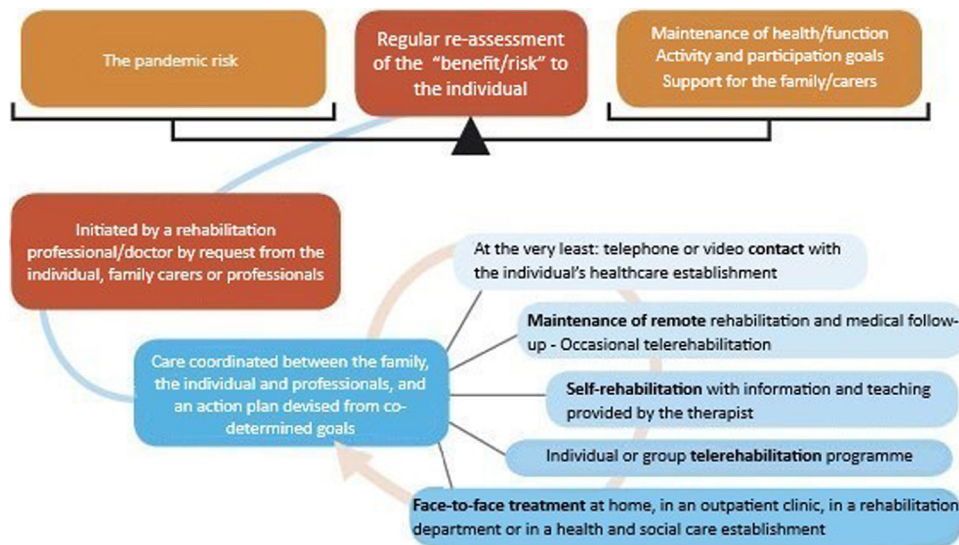 The pandemic risk
Regular re-assessment
of the "benefit/risk" to
the individual
Maintenance of health/function
Activity and participation goals
Support for the family/carers
Initiated by a rehabilitation
professional/doctor by request from the
individual, family carers or professionals
Care coordinated between the family,
the individual and professionals, and
an action plan devised from co-
determined goals
At the very least: telephone or video contact with
the individual's healthcare establishment
Maintenance of remote rehabilitation and medical follow-
up - Occasional telerehabilitation
Self-rehabilitation with information and teaching
provided by the therapist
Individual or group telerehabilitation programme
Face-to-face treatment at home, in an outpatient clinic, in a rehabilitation
department or in a health and social care establishment